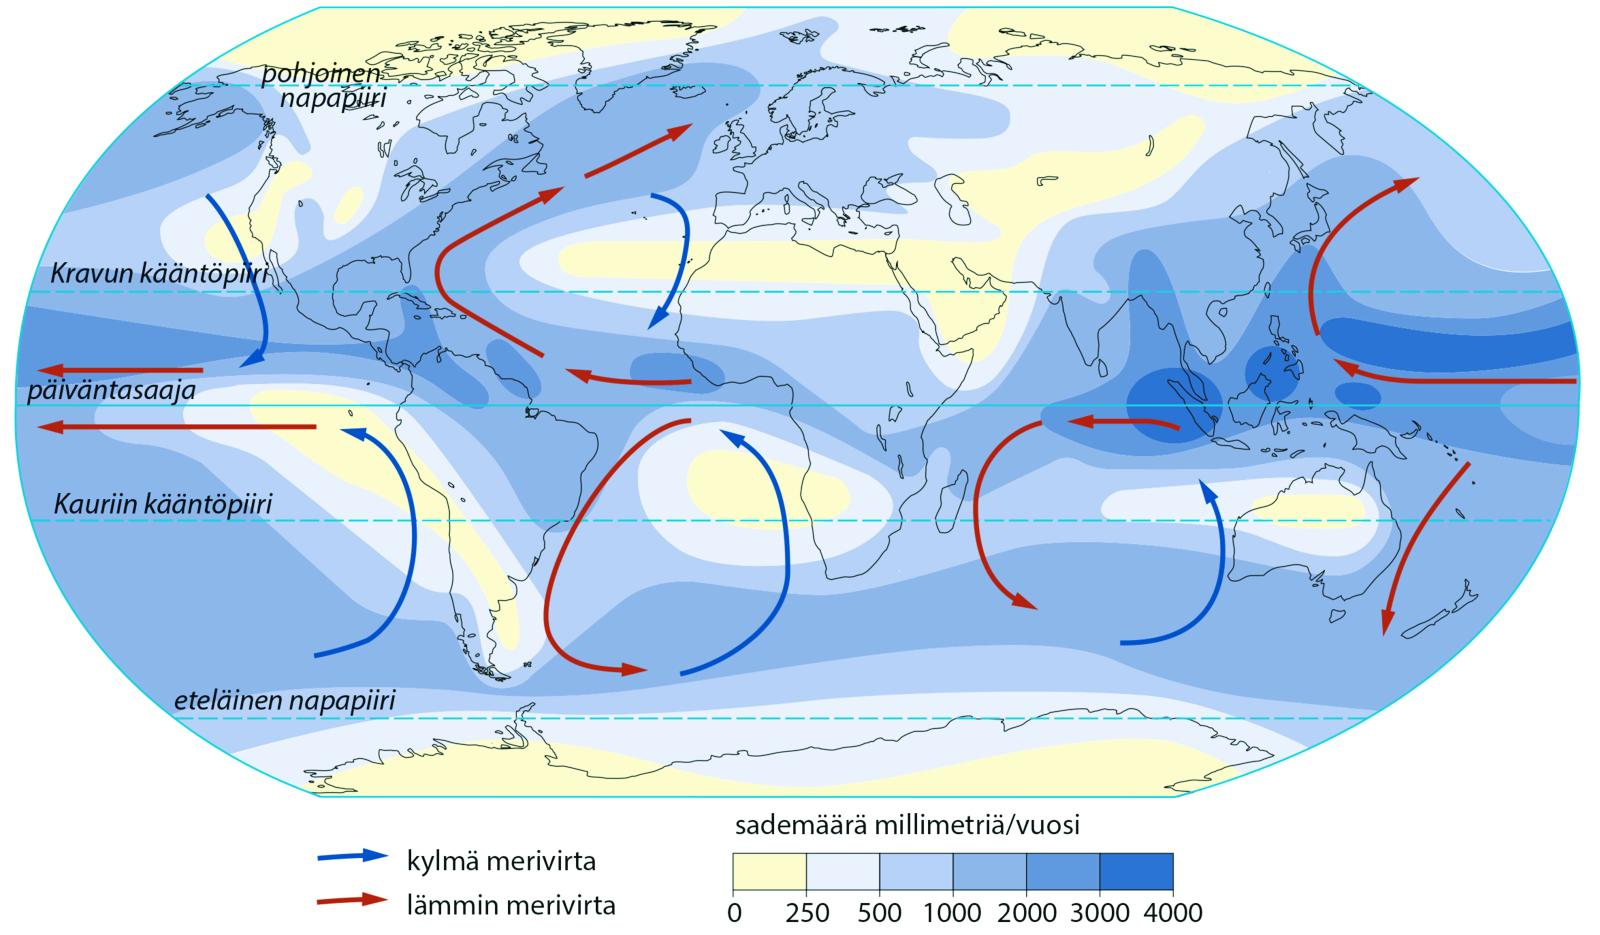 pohjoinen
napapiiri
Kravun kääntöpiiri
päiväntasaaja
Kauriin kääntöpiiri
eteläinen napapiiri
sademäärä millimetriä/vuosi
kylmä merivirta
lämmin merivirta
0 250 500 1000 2000 3000 4000